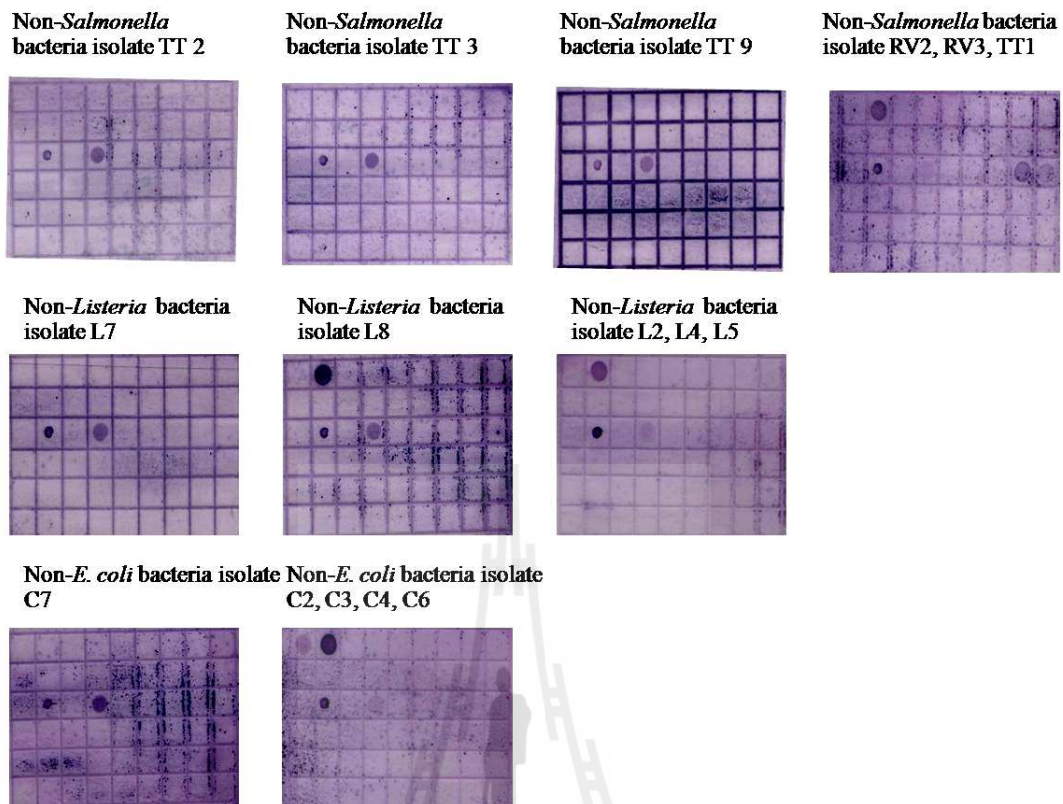 Non-Salmonella
bacteria isolate TT 2
Non-Salmonella
bacteria isolate TT 3
Non-Salmonella
bacteria isolate TT 9
Non-Salmonella bacteria
isolate RV2, RV3, TT1
Non-Listeria bacteria
isolate L7
Non-Listeria bacteria
isolate L8
Non-Listeria bacteria
isolate L2, L4, L5
Non-E. coli bacteria isolate
C7
Non-E. coli bacteria isolate
C2, C3, C4, C6